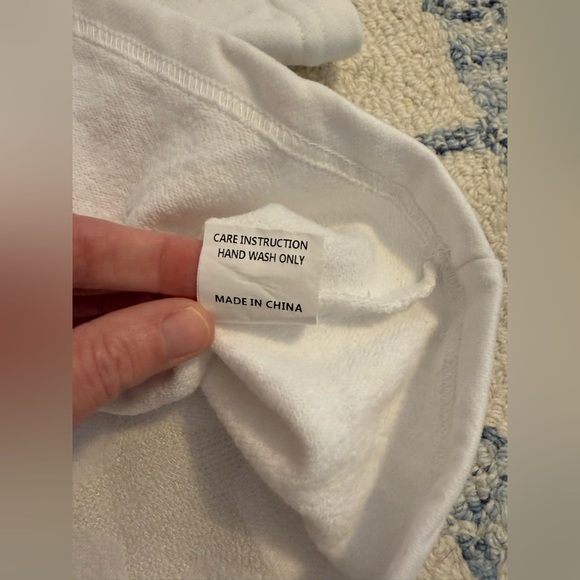 CARE INSTRUCTION
HAND WASH ONLY
MADE IN CHINA